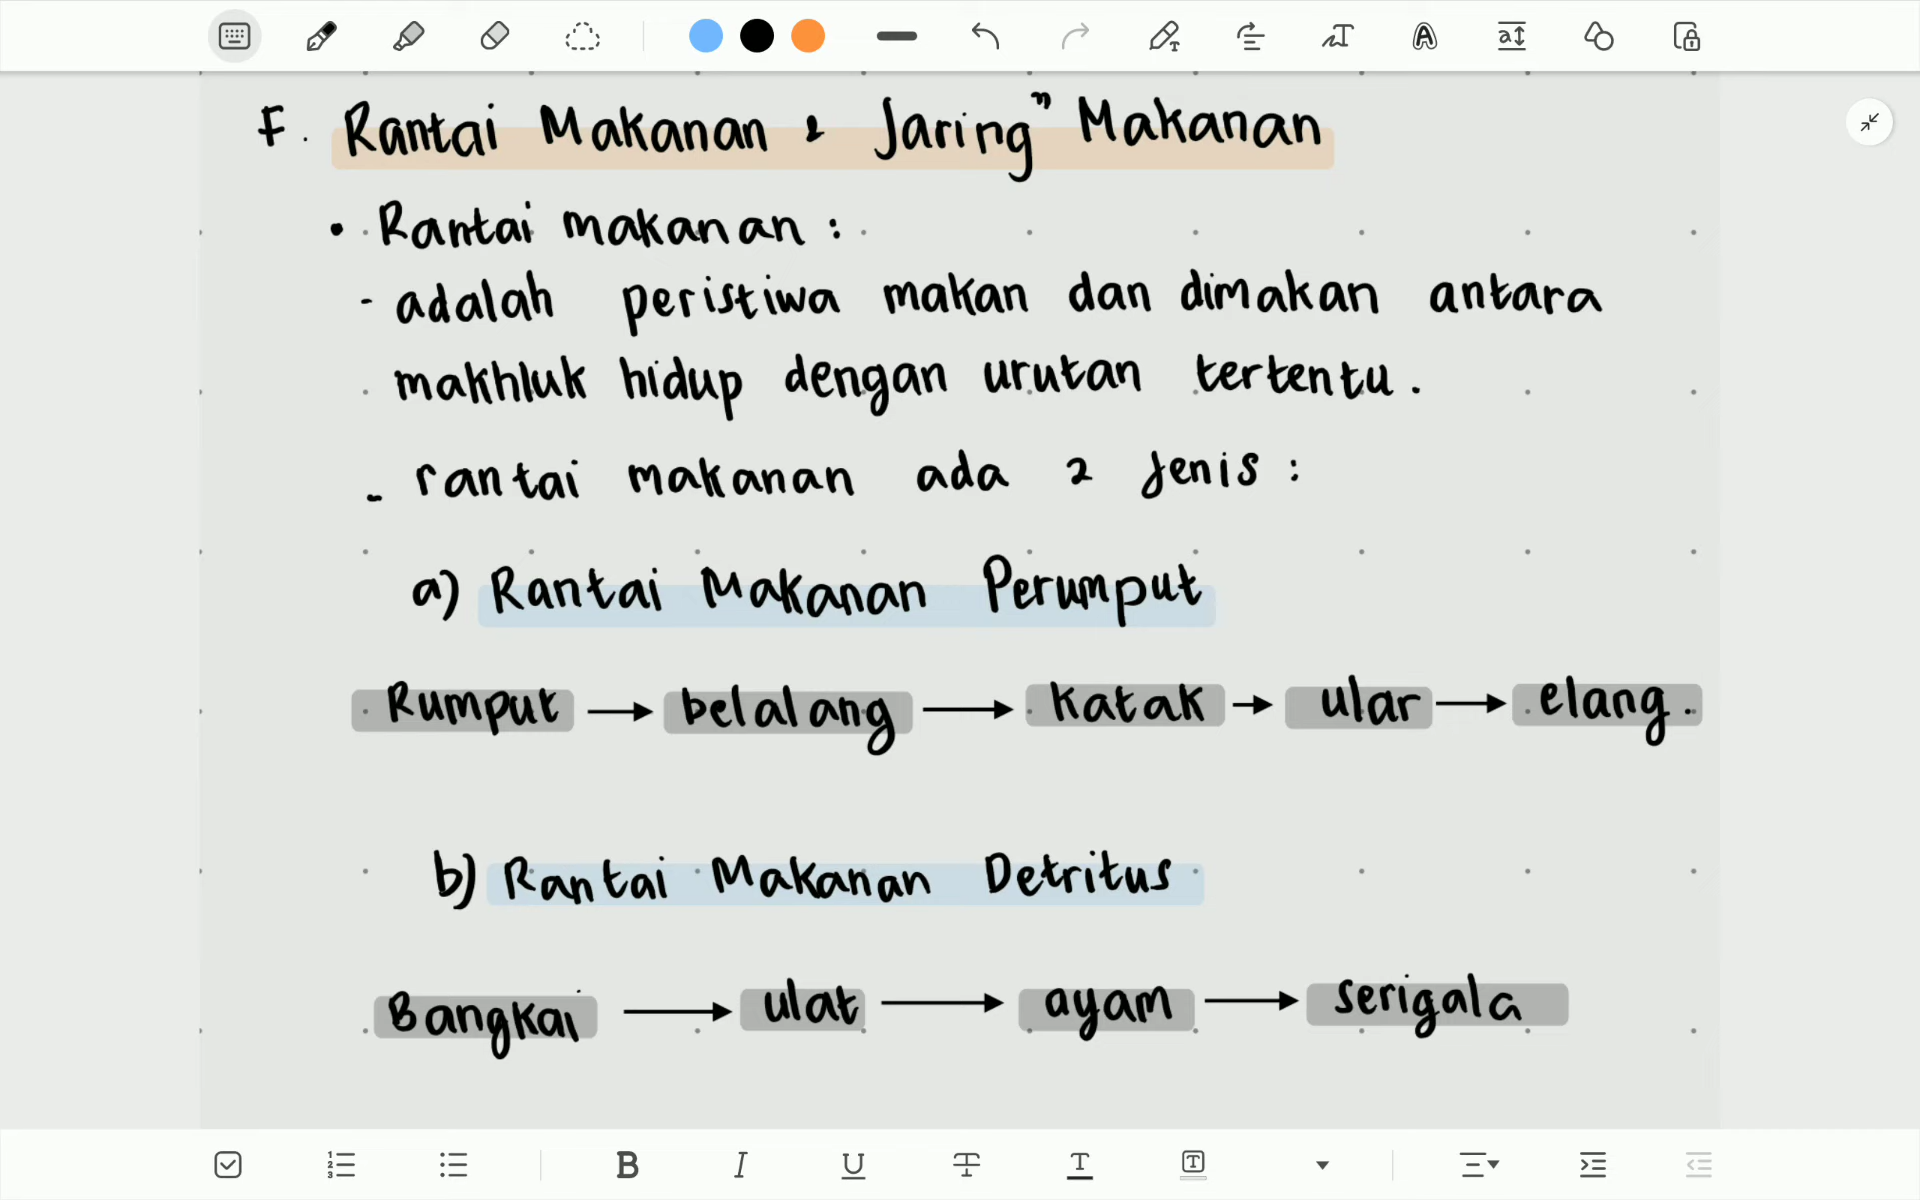 F. Rantai Makanan & Jaring" Makanan
• Rantai makanan :
- adalah peristiwa makan dan dimakan antara
makhluk hidup dengan urutan tertentu.
- rantai makanan ada 2 jenis :
a) Rantai Makanan Perumput
Rumput → belalang → katak → ular → elang.
b) Rantai Makanan Detritus
Bangkai → ulat → ayam → serigala